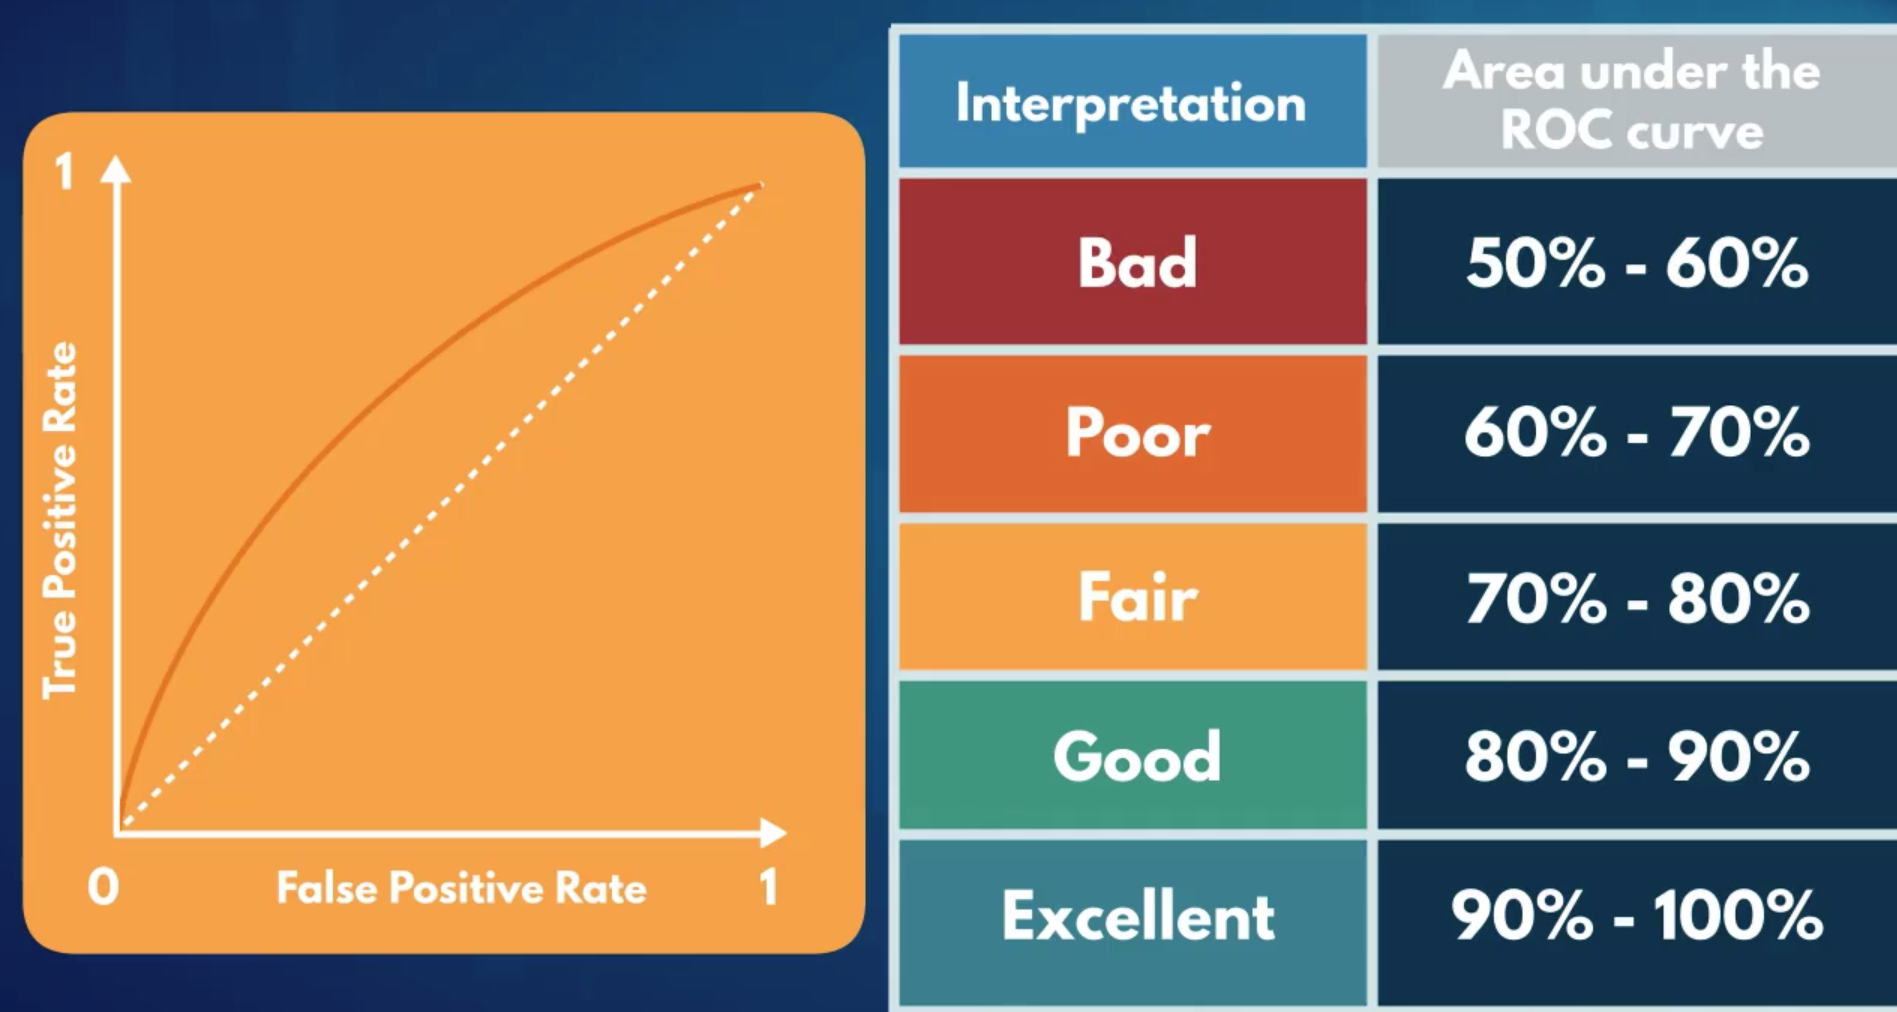 1
True Positive Rate
0
False Positive Rate
1
Interpretation
Area under the
ROC curve
Bad
50% - 60%
Poor
60% - 70%
Fair
70% - 80%
Good
80% - 90%
Excellent
90% - 100%